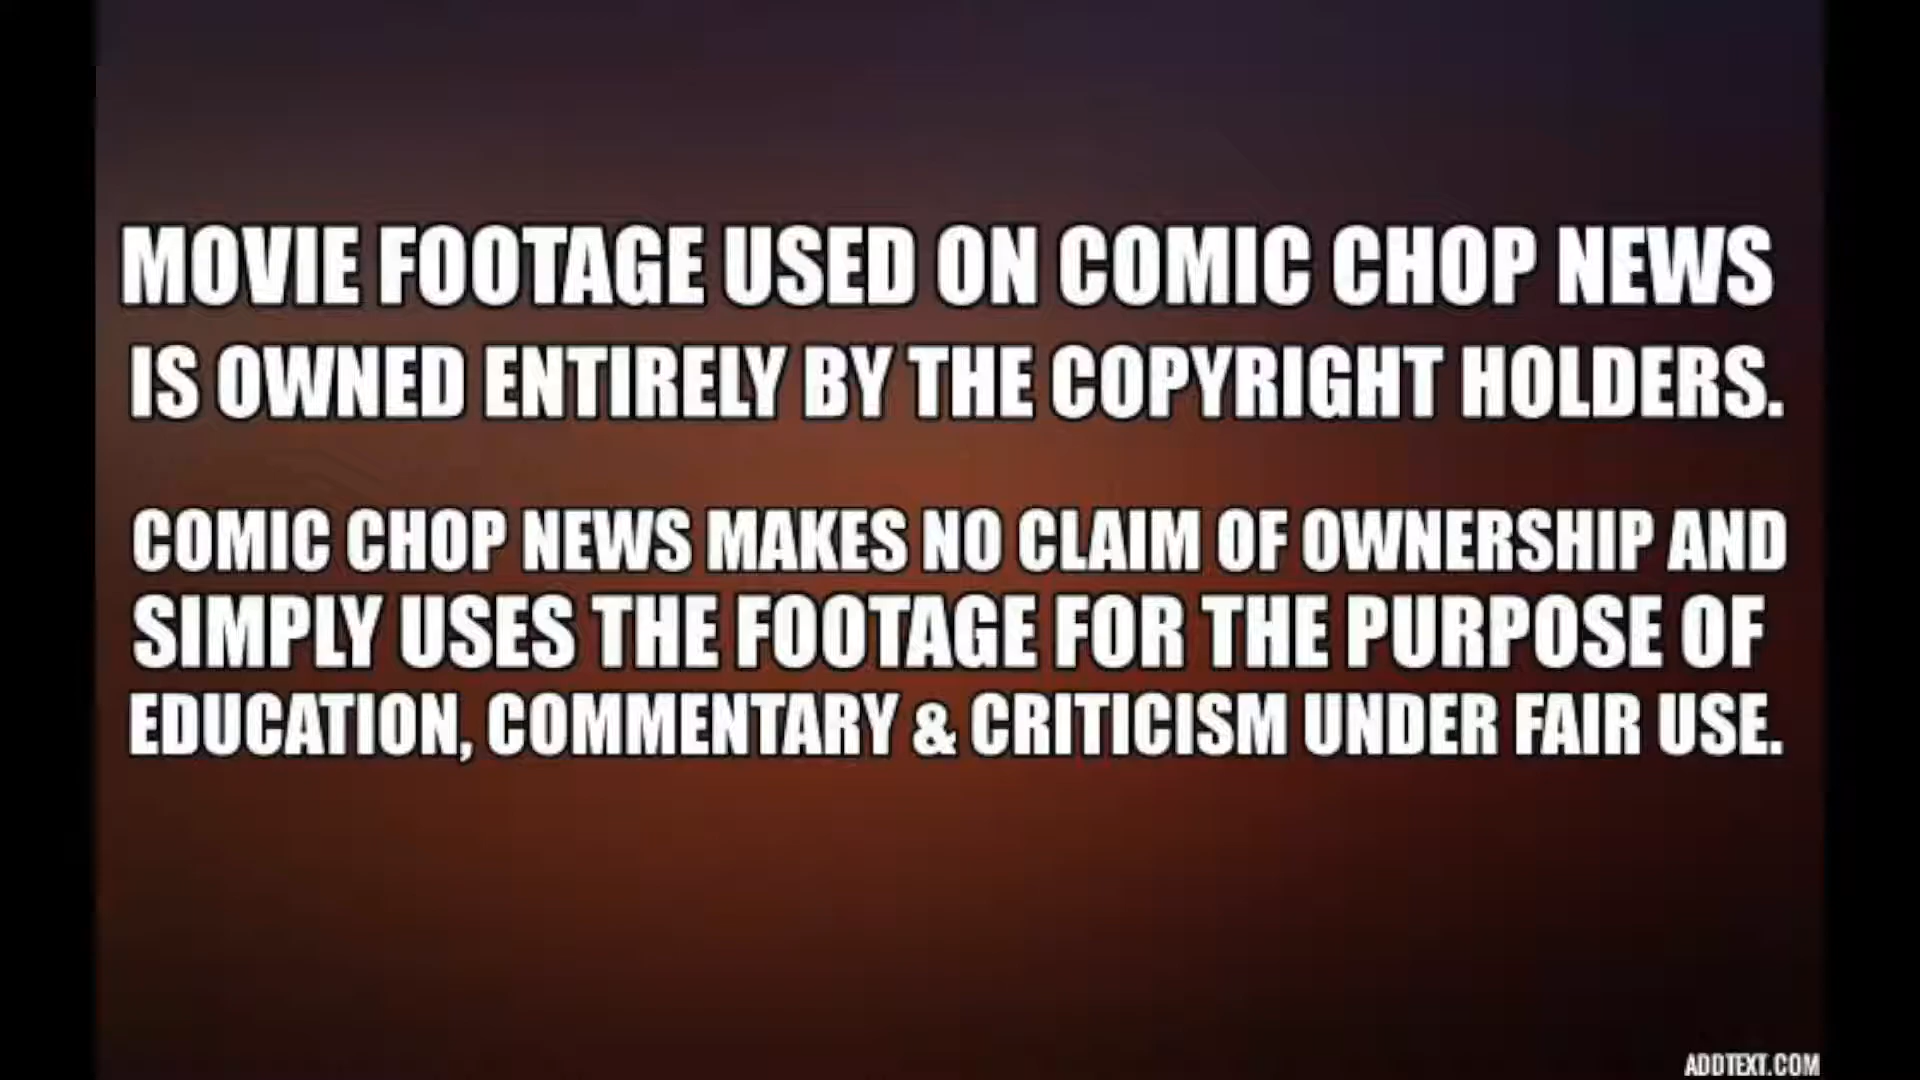 MOVIE FOOTAGE USED ON COMIC CHOP NEWS
IS OWNED ENTIRELY BY THE COPYRIGHT HOLDERS.
COMIC CHOP NEWS MAKES NO CLAIM OF OWNERSHIP AND
SIMPLY USES THE FOOTAGE FOR THE PURPOSE OF
EDUCATION, COMMENTARY & CRITICISM UNDER FAIR USE.
ADDTEXT.COM